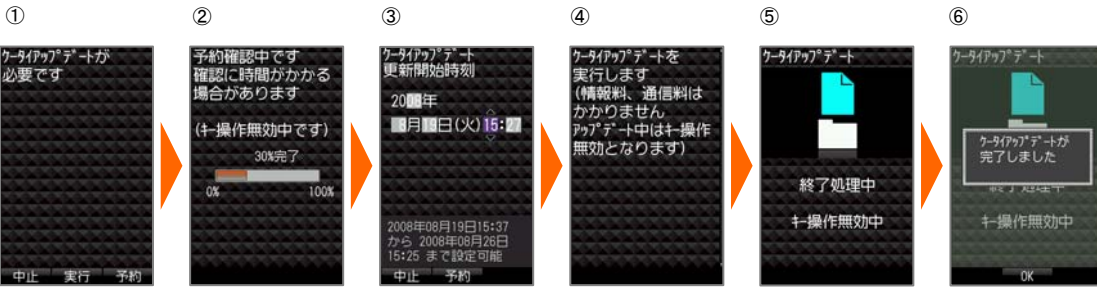 ①
ｹｰﾀｲｱｯﾌﾟﾃﾞｰﾄが
必要です
中止 実行 予約
②
予約確認中です
確認に時間がかかる
場合があります
(ｷｰ操作無効中です)
30%完了
0% 100%
③
ｹｰﾀｲｱｯﾌﾟﾃﾞｰﾄ
更新開始時刻
2008年
8月19日(火)15:27
2008年08月19日15:37
から 2008年08月26日
15:25 まで設定可能
中止 予約
④
ｹｰﾀｲｱｯﾌﾟﾃﾞｰﾄを
実行します
(情報料、通信料は
かかりません
ｱｯﾌﾟﾃﾞｰﾄ中はｷｰ操作
無効となります)
⑤
ｹｰﾀｲｱｯﾌﾟﾃﾞｰﾄ
終了処理中
ｷｰ操作無効中
⑥
ｹｰﾀｲｱｯﾌﾟﾃﾞｰﾄ
ｹｰﾀｲｱｯﾌﾟﾃﾞｰﾄが
完了しました
終了処理中
ｷｰ操作無効中
OK